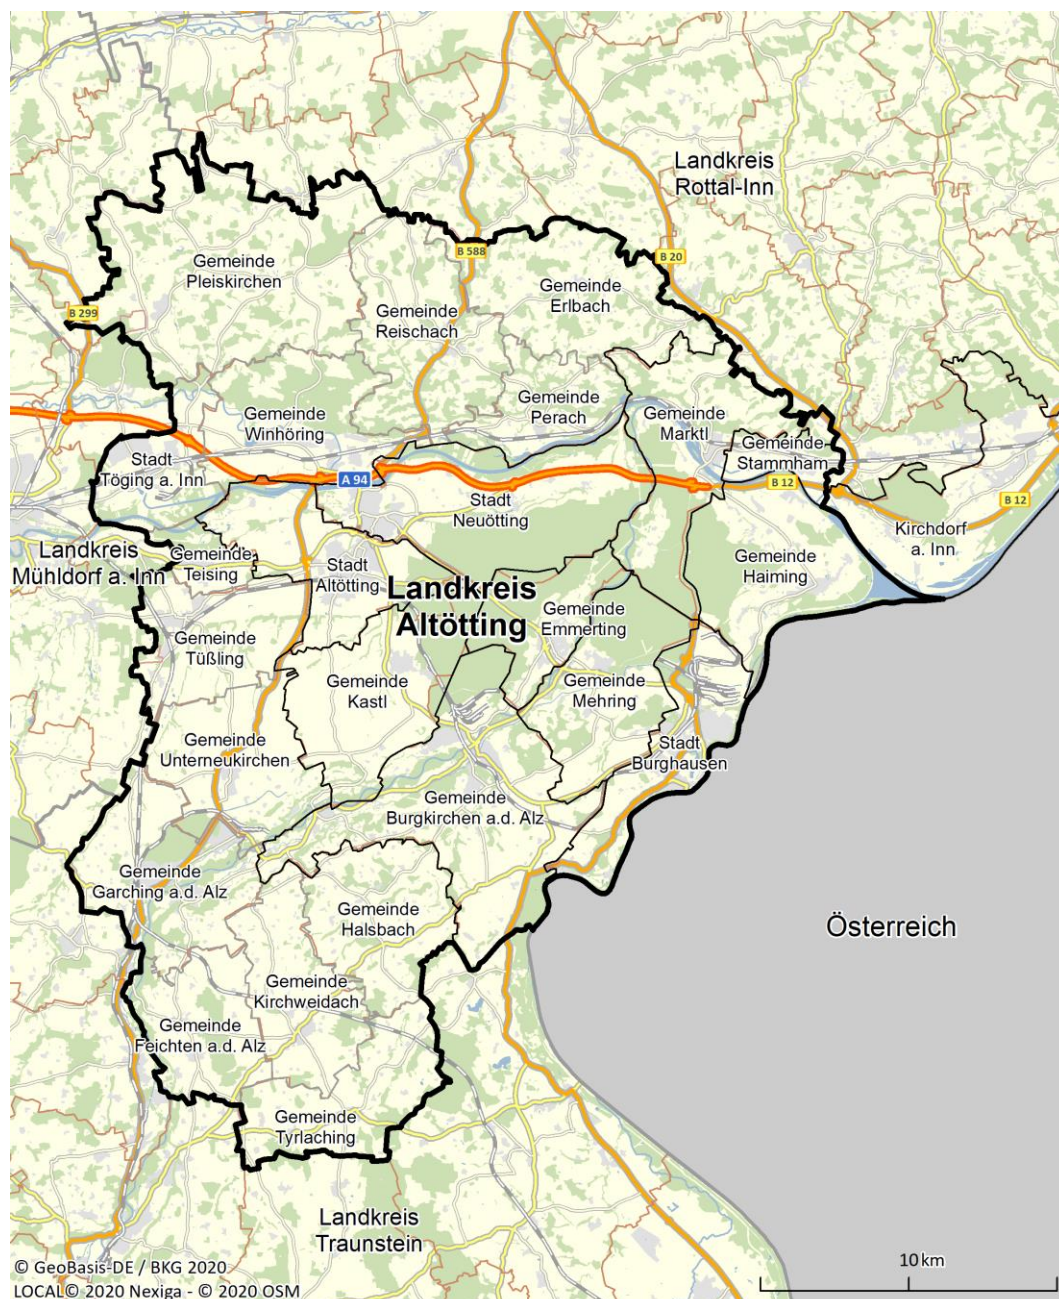 Landkreis
Rottal-Inn
B 588
B 20
Gemeinde
Pleiskirchen
Gemeinde
Erlbach
B 299
Gemeinde
Reischach
Gemeinde
Perach
Gemeinde
Winhöring
Gemeinde
Marktl
Gemeinde
Stammham
Stadt
Töging a. Inn
A 94
B 12
Stadt
Neuötting
B 12
Kirchdorf
a. Inn
Landkreis
Mühldorf a. Inn
Gemeinde
Teising
Stadt
Altötting
Gemeinde
Haiming
Landkreis
Altötting
Gemeinde
Emmerting
Gemeinde
Tüßling
Gemeinde
Kastl
Gemeinde
Mehring
Gemeinde
Unterneukirchen
Stadt
Burghausen
Gemeinde
Burgkirchen a.d. Alz
Gemeinde
Garching a.d. Alz
Gemeinde
Halsbach
Österreich
Gemeinde
Kirchweidach
Gemeinde
Feichten a.d. Alz
Gemeinde
Tyrlaching
Landkreis
Traunstein
10 km
© GeoBasis-DE / BKG 2020
LOCAL© 2020 Nexiga - © 2020 OSM